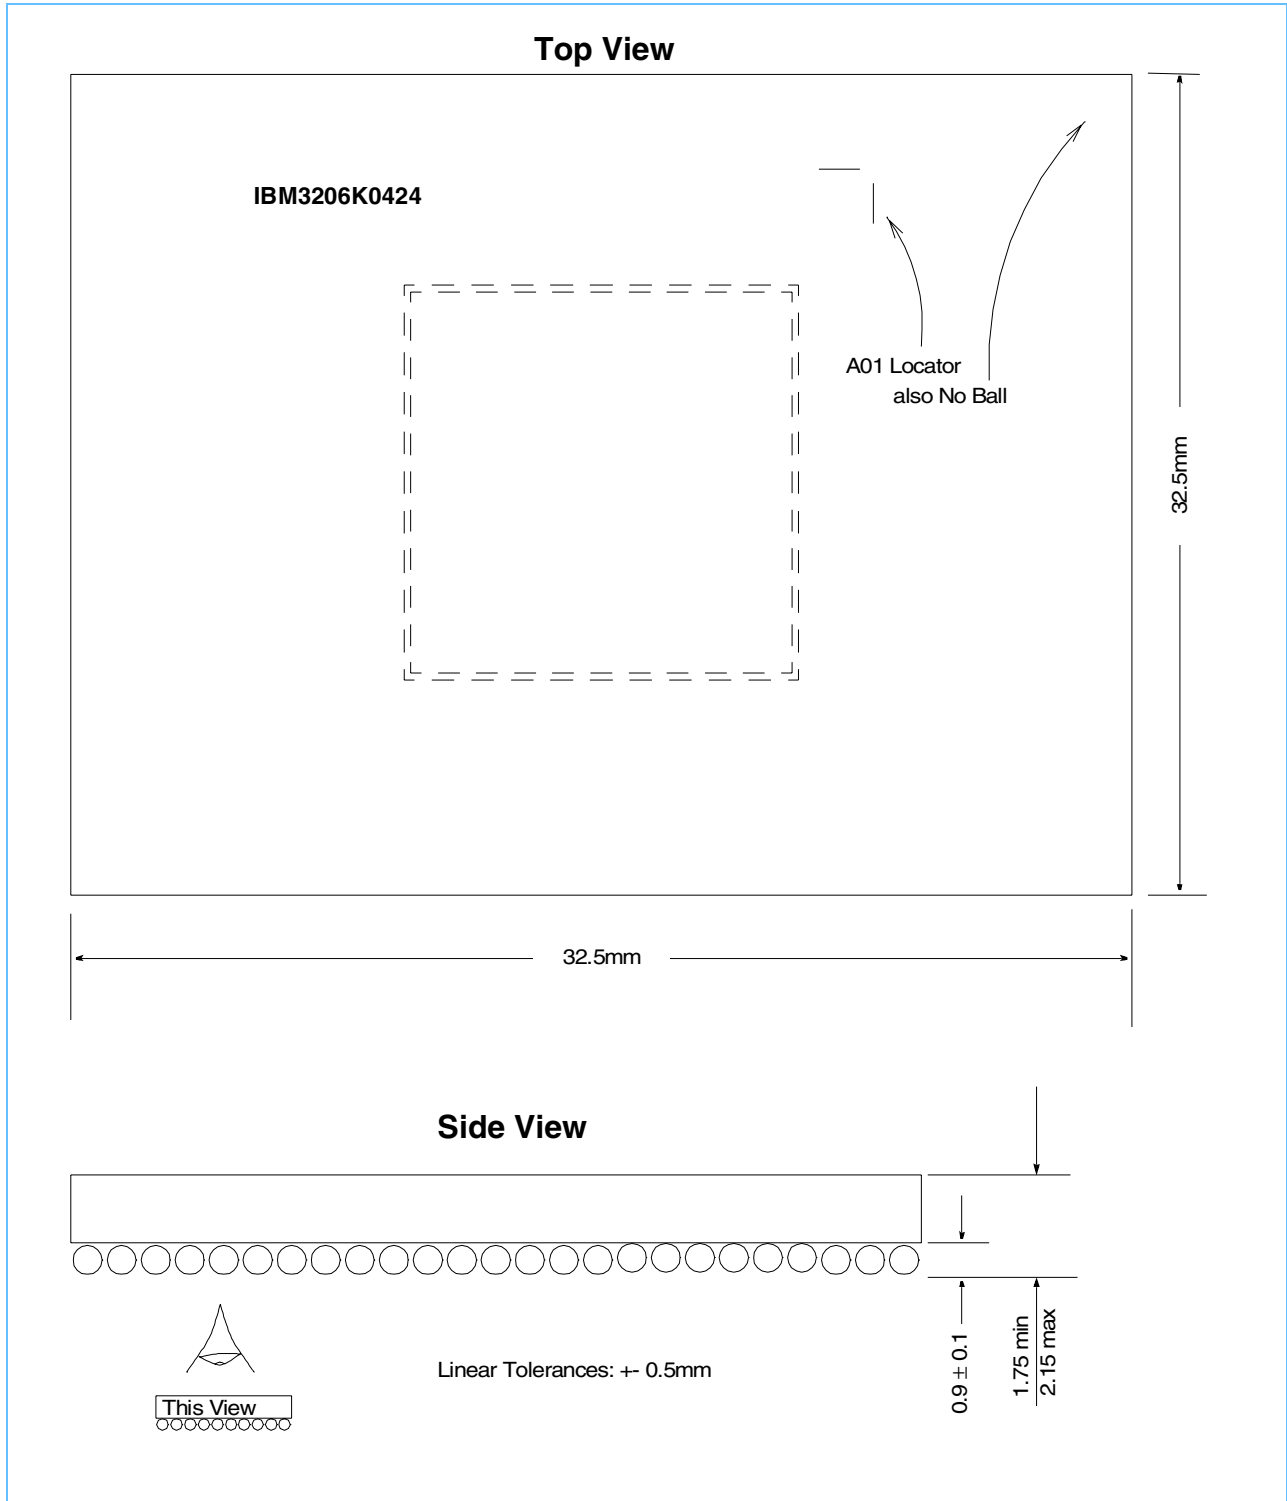 Top View
IBM3206K0424
A01 Locator
also No Ball
32.5mm
32.5mm
Side View
0.9 ± 0.1
1.75 min
2.15 max
Linear Tolerances: +- 0.5mm
This View